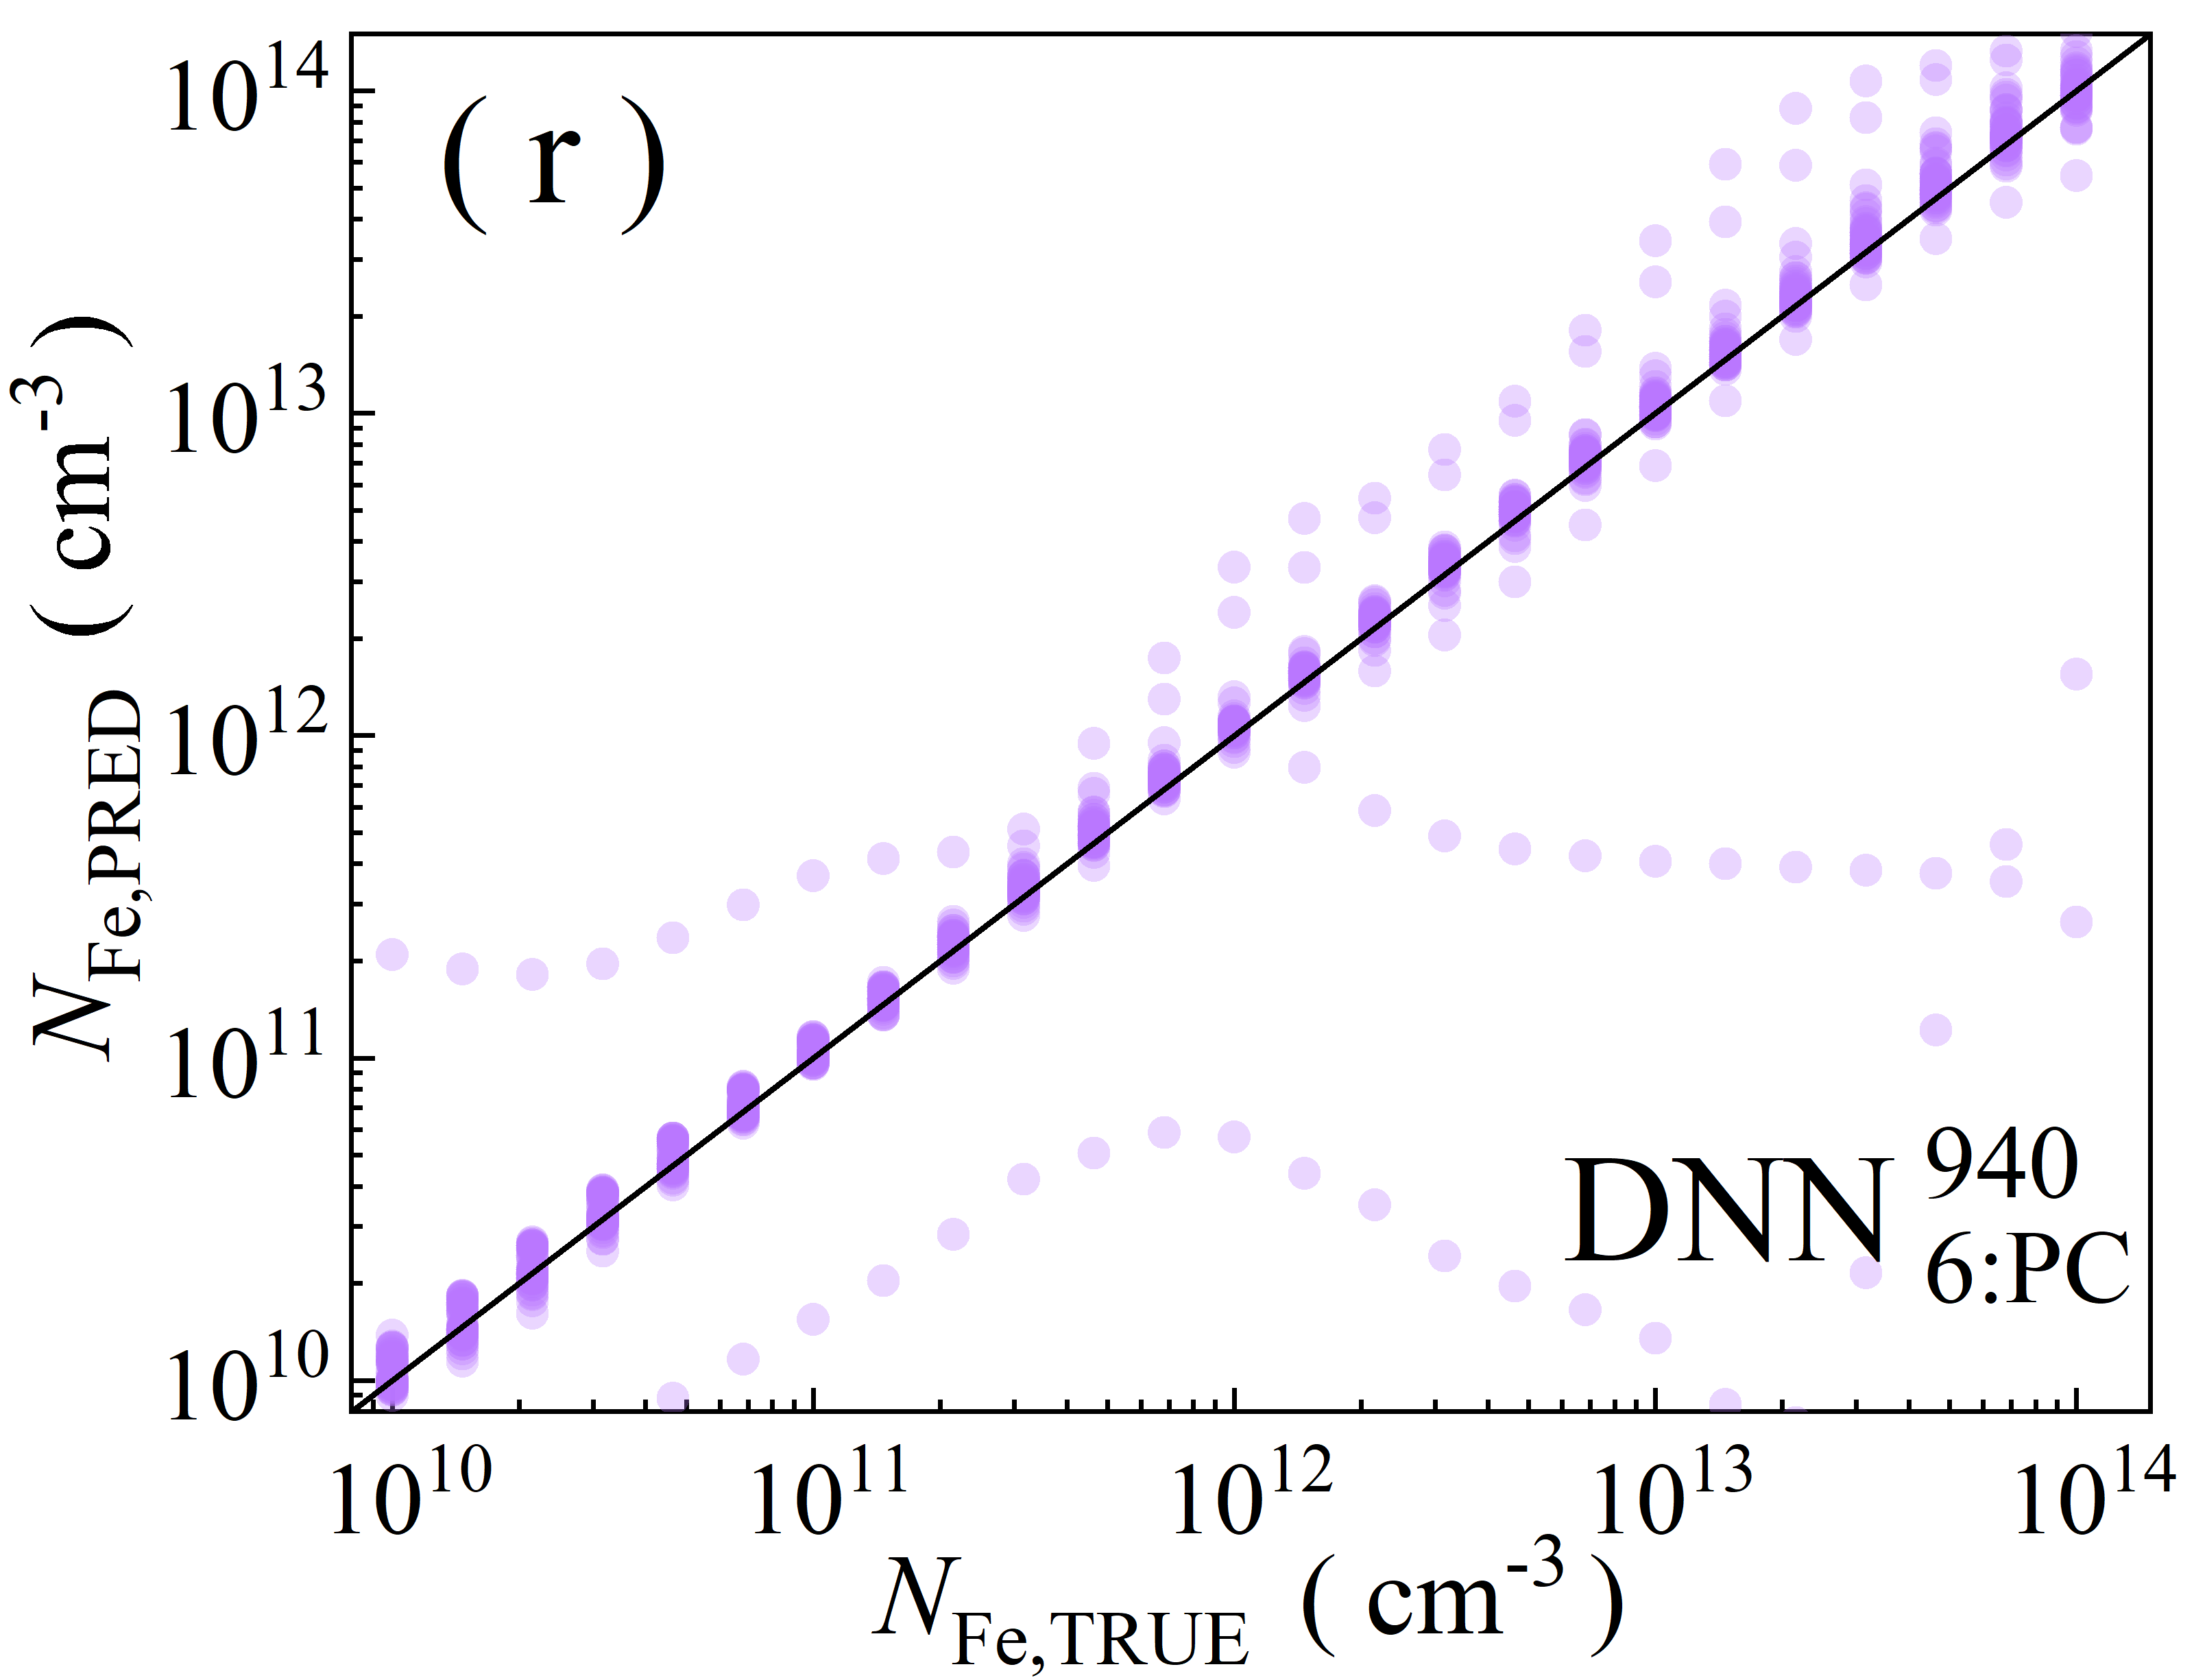 ( r )
10^14
10^13
10^12
10^11
10^10
N_Fe,PRED ( cm^-3 )
DNN 940
6:PC
10^10 10^11 10^12 10^13 10^14
N_Fe,TRUE ( cm^-3 )